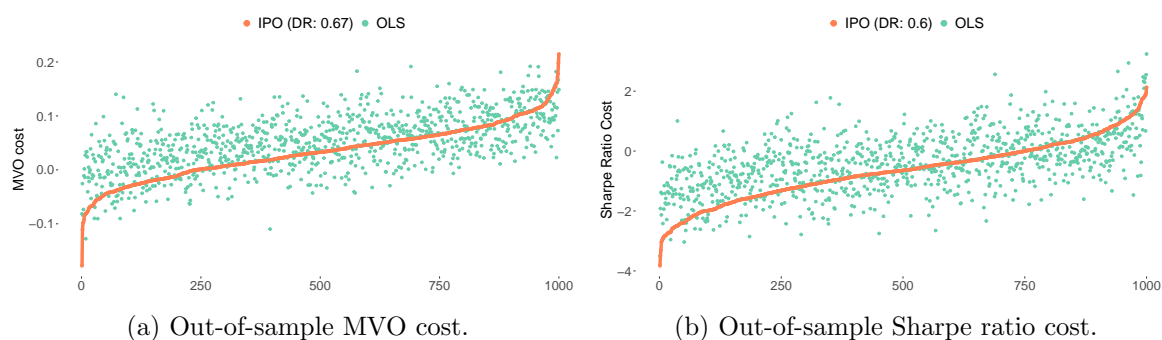 IPO (DR: 0.67) OLS
MVO cost
0.2
0.1
0.0
−0.1
0 250 500 750 1000
(a) Out-of-sample MVO cost.
IPO (DR: 0.6) OLS
Sharpe Ratio Cost
2
0
−2
−4
0 250 500 750 1000
(b) Out-of-sample Sharpe ratio cost.